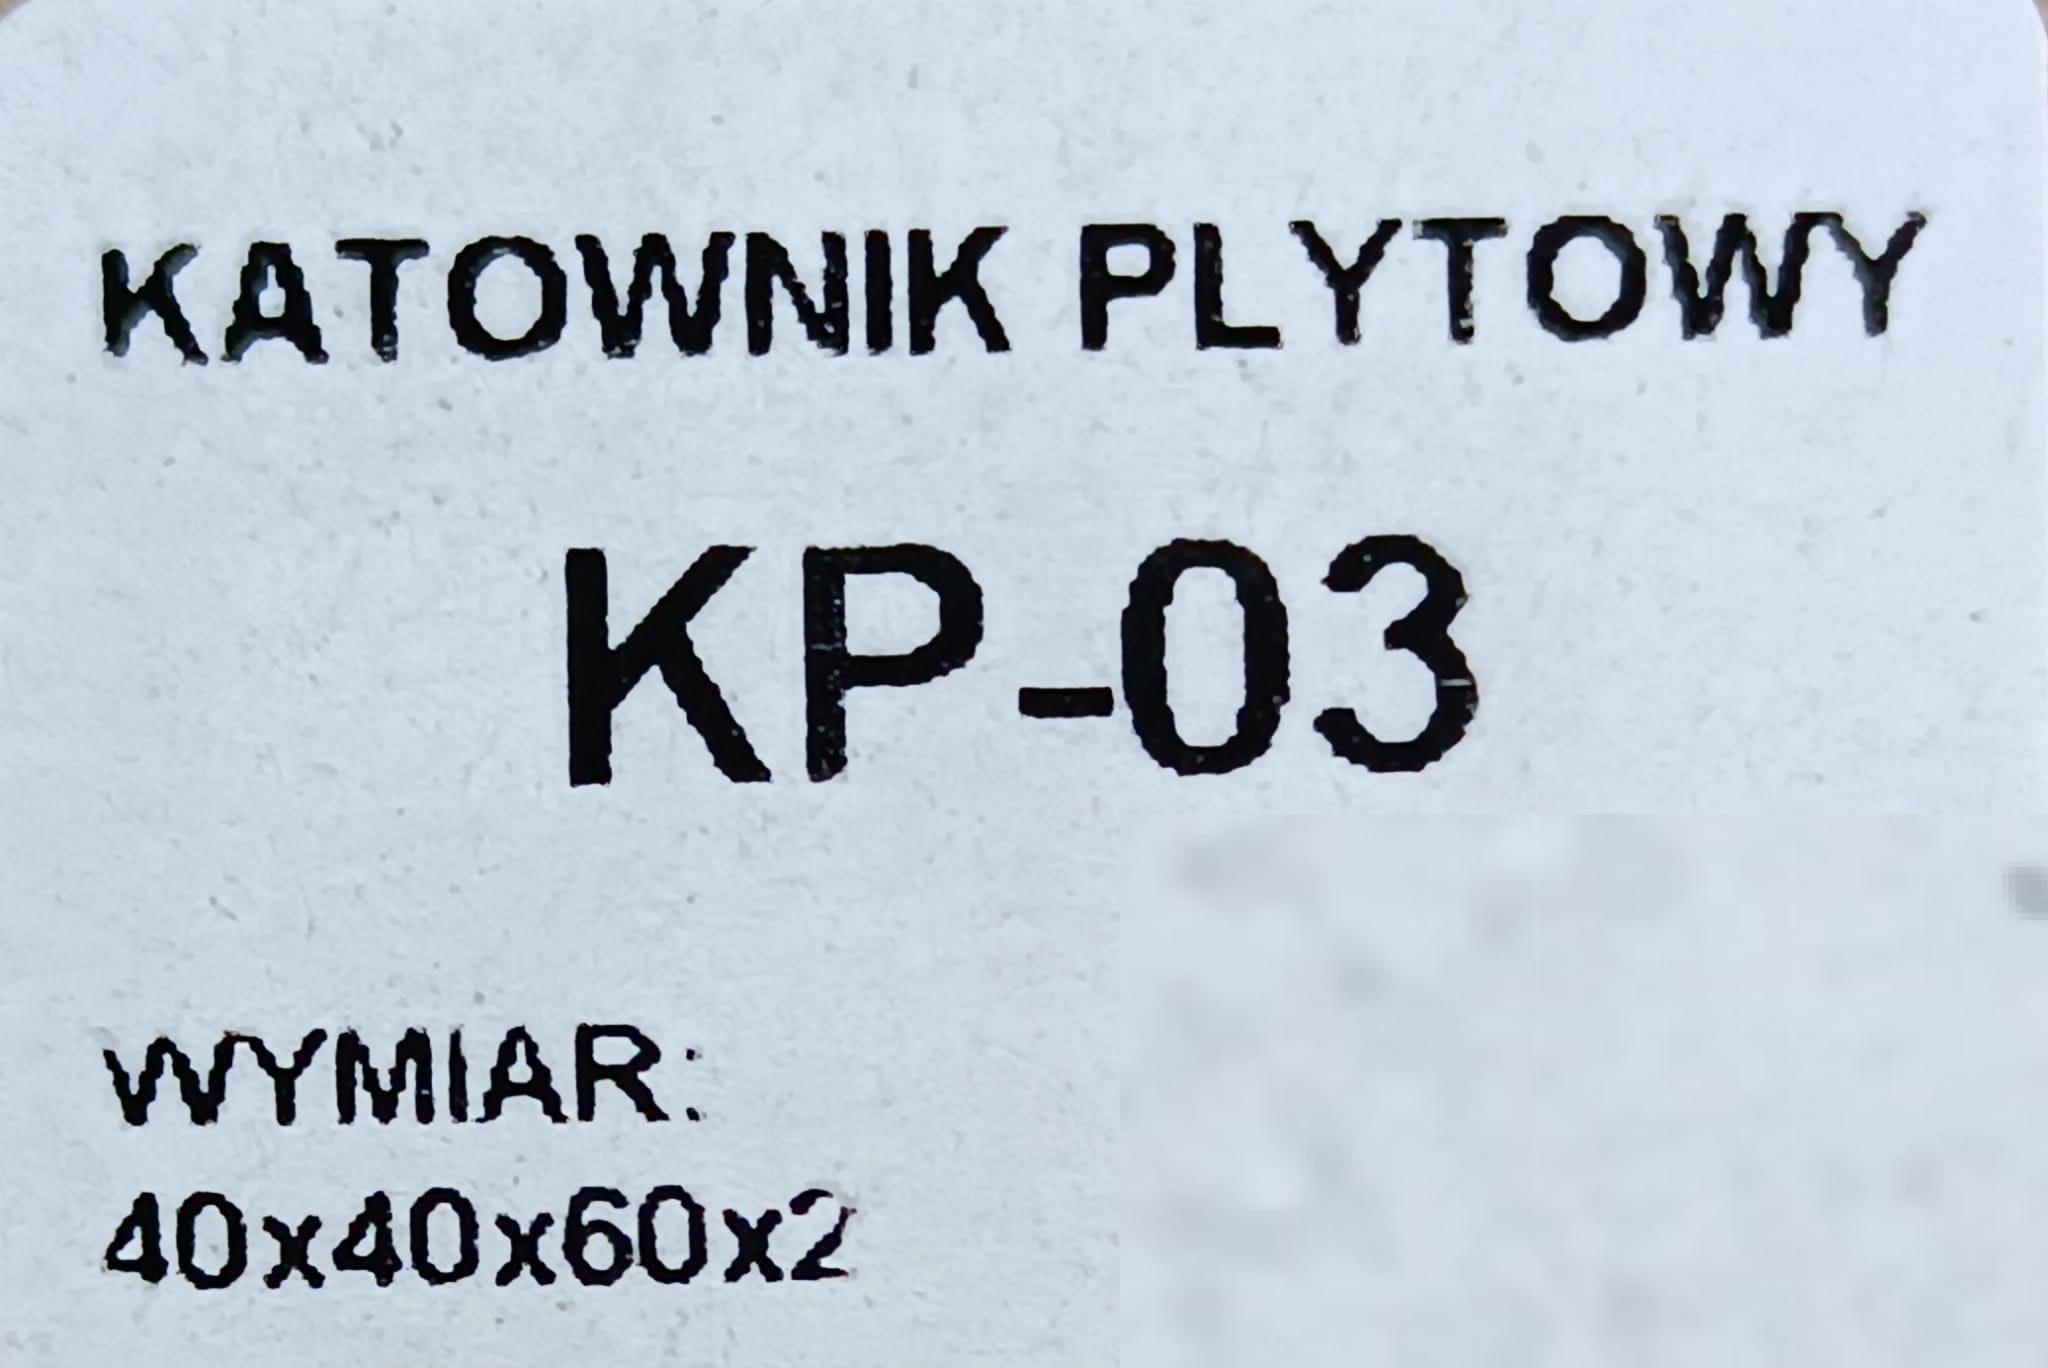 KATOWNIK PLYTOWY
KP-03
WYMIAR:
40x40x60x2